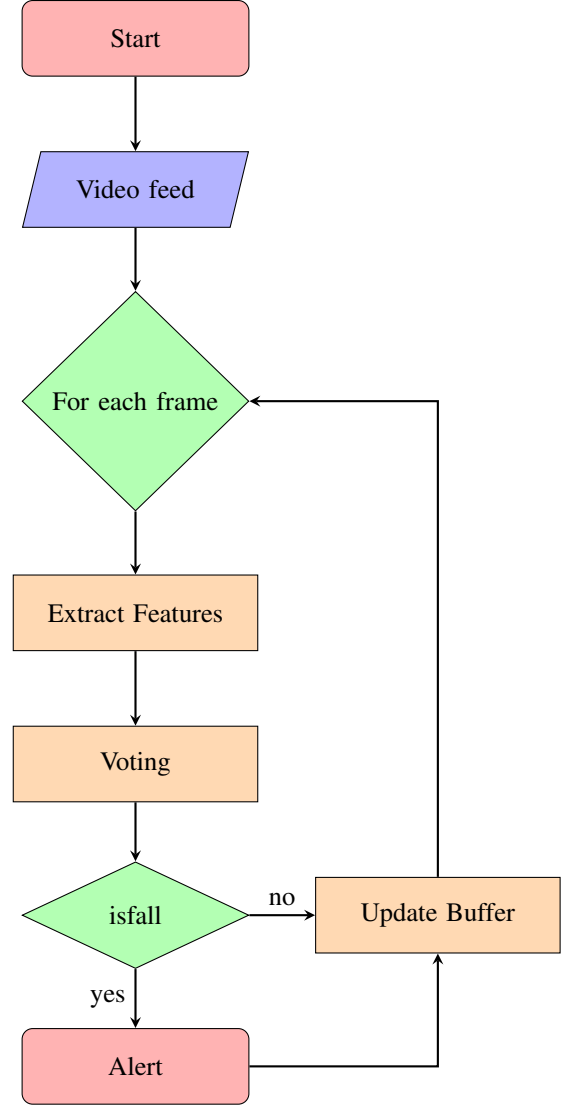 Start
Video feed
For each frame
Extract Features
Voting
isfall
no
Update Buffer
yes
Alert